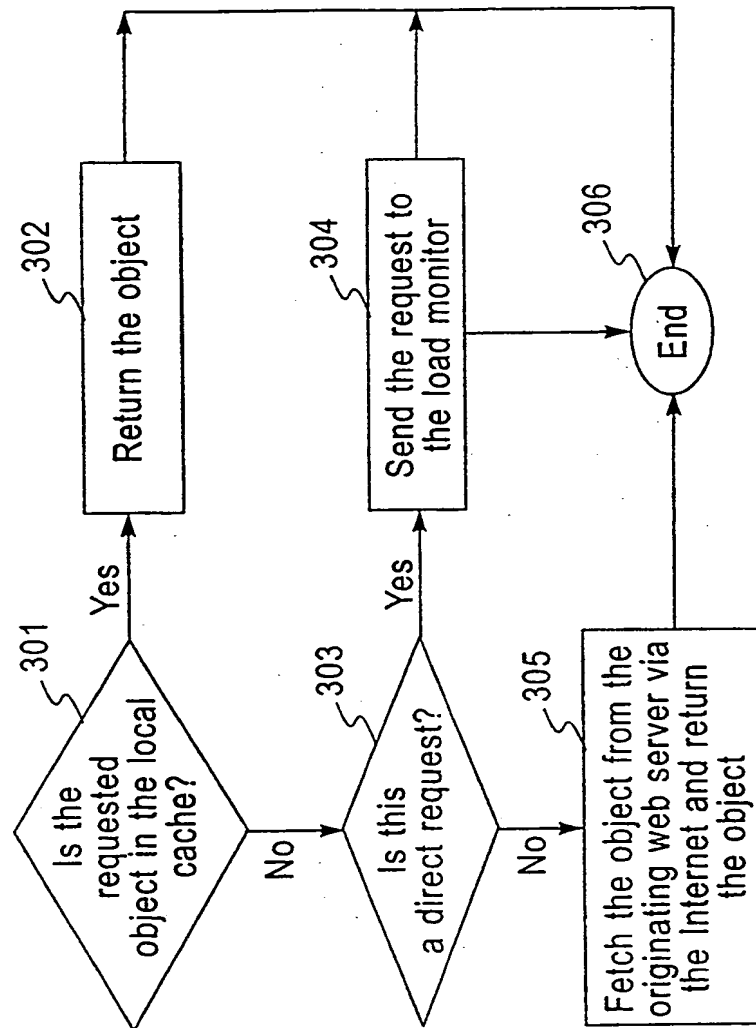 301
Is the
requested
object in the local
cache?
Yes
302
Return the object
No
303
Is this
a direct request?
Yes
304
Send the request to
the load monitor
No
305
Fetch the object from the
originating web server via
the Internet and return
the object
306
End